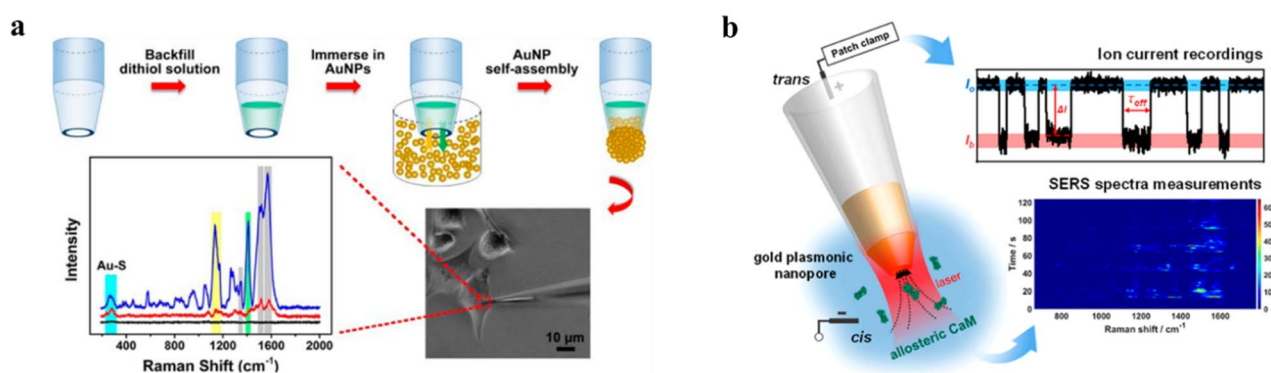 a
Backfill
dithiol solution
Immerse in
AuNPs
AuNP
self-assembly
Intensity
Au-S
400
800
1200
1600
2000
Raman Shift (cm-1)
10 μm
b
Patch clamp
trans
+
gold plasmonic
nanopore
laser
cis
allosteric CaM
Ion current recordings
Io
ΔI
τoff
Ib
SERS spectra measurements
Time / s
120
100
80
60
40
20
0
800
1000
1200
1400
1600
Raman shift / cm-1
60
50
40
30
20
10
0